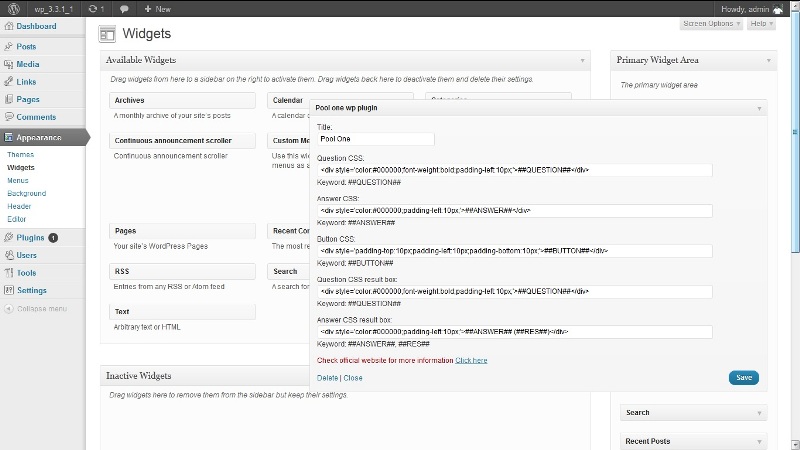 wp_3.3.1_1
1
+ New
Howdy, admin
Screen Options
Help
Dashboard
Posts
Media
Links
Pages
Comments
Appearance
Themes
Widgets
Menus
Background
Header
Editor
Plugins 1
Users
Tools
Settings
Collapse menu
Widgets
Available Widgets
Drag widgets from here to a sidebar on the right to activate them. Drag widgets back here to deactivate them and delete their settings.
Archives
A monthly archive of your site's posts
Calendar
A calendar
Continuous announcement scroller
Continuous announcement scroller
Custom Me
Use this wid
menus as a
Pages
Your site's WordPress Pages
Recent Con
The most re
RSS
Entries from any RSS or Atom feed
Search
A search for
Text
Arbitrary text or HTML
Inactive Widgets
Drag widgets here to remove them from the sidebar but keep their settings.
Primary Widget Area
The primary widget area
Pool one wp plugin
Title:
Pool One
Question CSS:
<div style='color:#000000;font-weight:bold;padding-left:10px;'>##QUESTION##</div>
Keyword: ##QUESTION##
Answer CSS:
<div style='color:#000000;padding-left:10px;'>##ANSWER##</div>
Keyword: ##ANSWER##
Button CSS:
<div style='padding-top:10px;padding-left:10px;padding-bottom:10px;'>##BUTTON##</div>
Keyword: ##BUTTON##
Question CSS result box:
<div style='color:#000000;font-weight:bold;padding-left:10px;'>##QUESTION##</div>
Keyword: ##QUESTION##
Answer CSS result box:
<div style='color:#000000;padding-left:10px;'>##ANSWER## (##RES##)</div>
Keyword: ##ANSWER##, ##RES##
Check official website for more information Click here
Delete | Close
Save
Search
Recent Posts